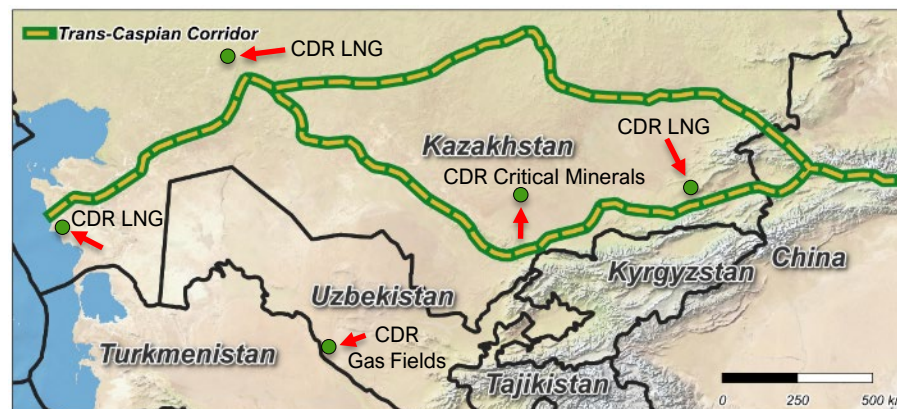 Trans-Caspian Corridor
CDR LNG
CDR LNG
Kazakhstan
CDR Critical Minerals
CDR LNG
Kyrgyzstan
China
Uzbekistan
CDR
Gas Fields
Turkmenistan
Tajikistan
0 250 500 km